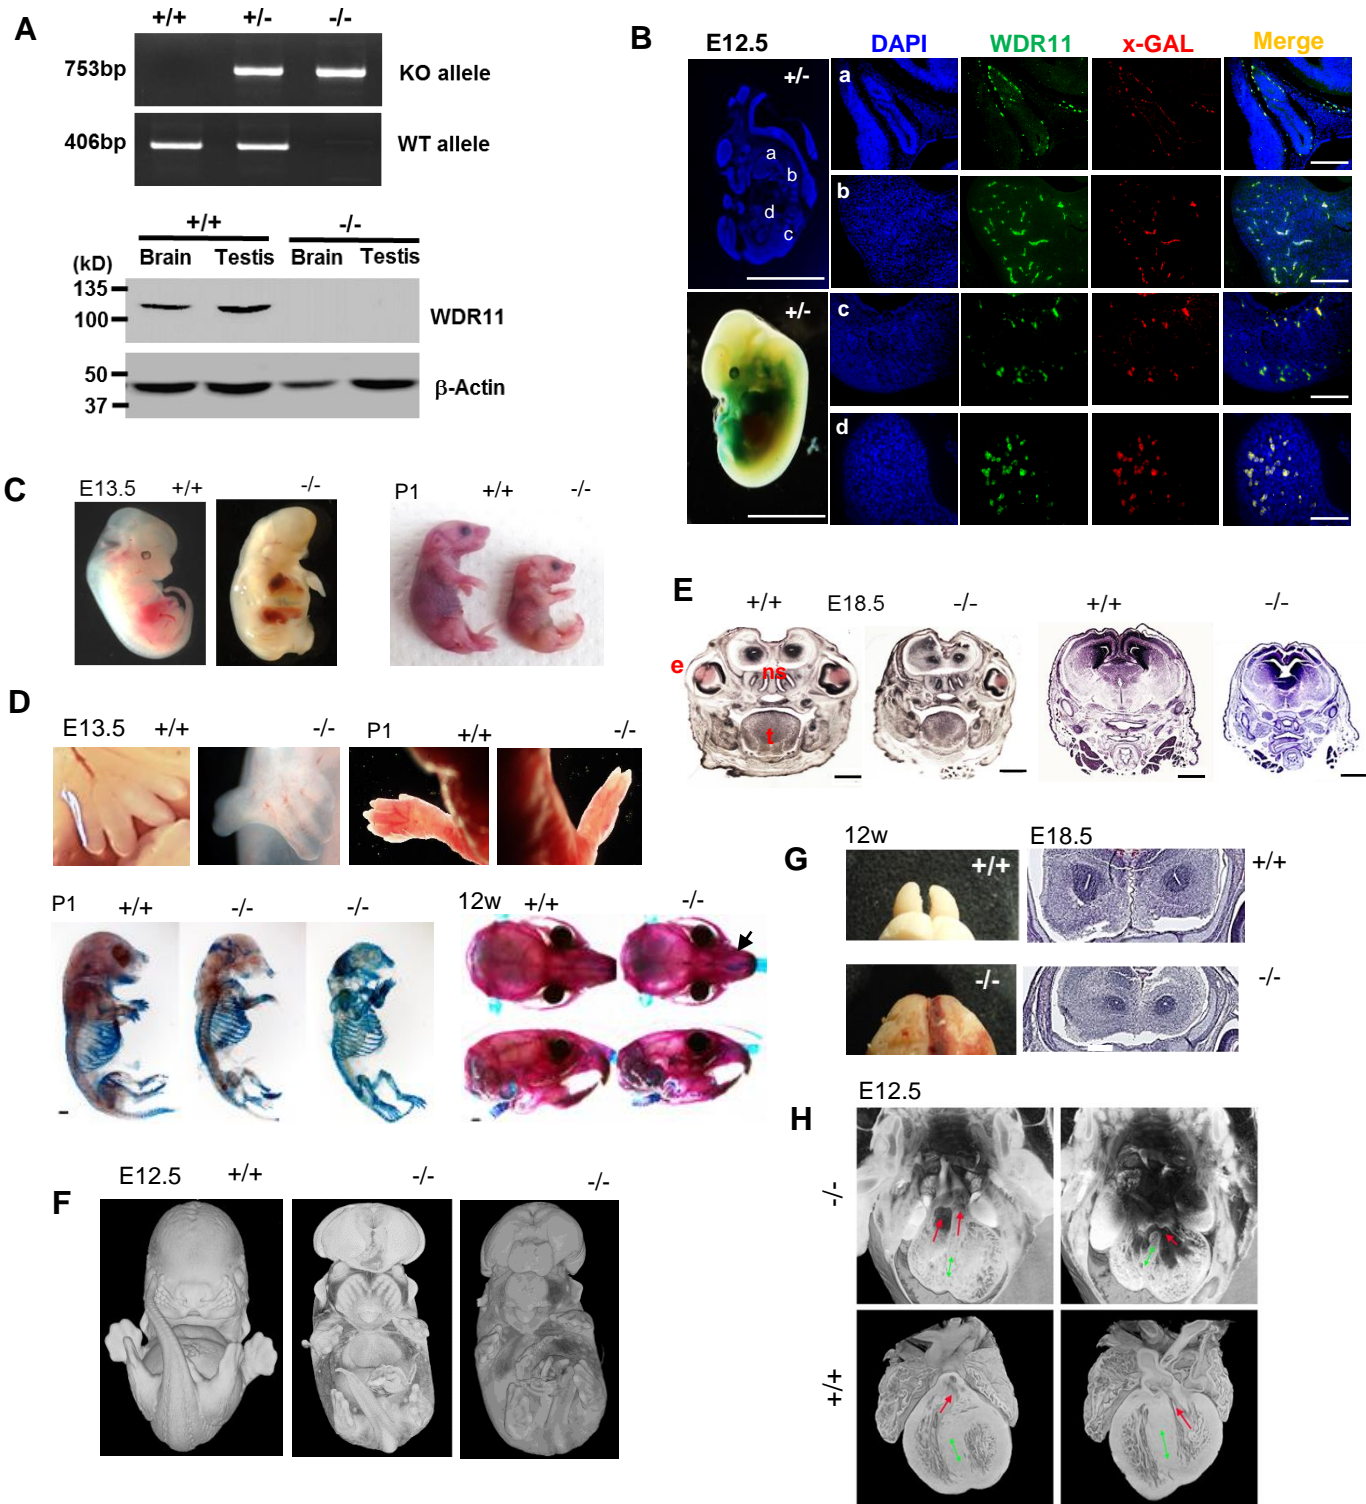 A
+/+ +/- -/-
753bp KO allele
406bp WT allele
+/+ -/-
(kD) Brain Testis Brain Testis
135
100 WDR11
50
37 β-Actin
B
E12.5 DAPI WDR11 x-GAL Merge
+/-
a
b
d
c
+/-
a
b
c
d
C
E13.5 +/+ -/-
P1 +/+ -/-
D
E13.5 +/+ -/- P1 +/+ -/-
P1 +/+ -/- -/-
12w +/+ -/-
E
+/+ E18.5 -/- +/+ -/-
e
ns
t
F
E12.5 +/+ -/- -/-
G
12w E18.5
+/+ +/+
-/- -/-
H
E12.5
-/-
+/+